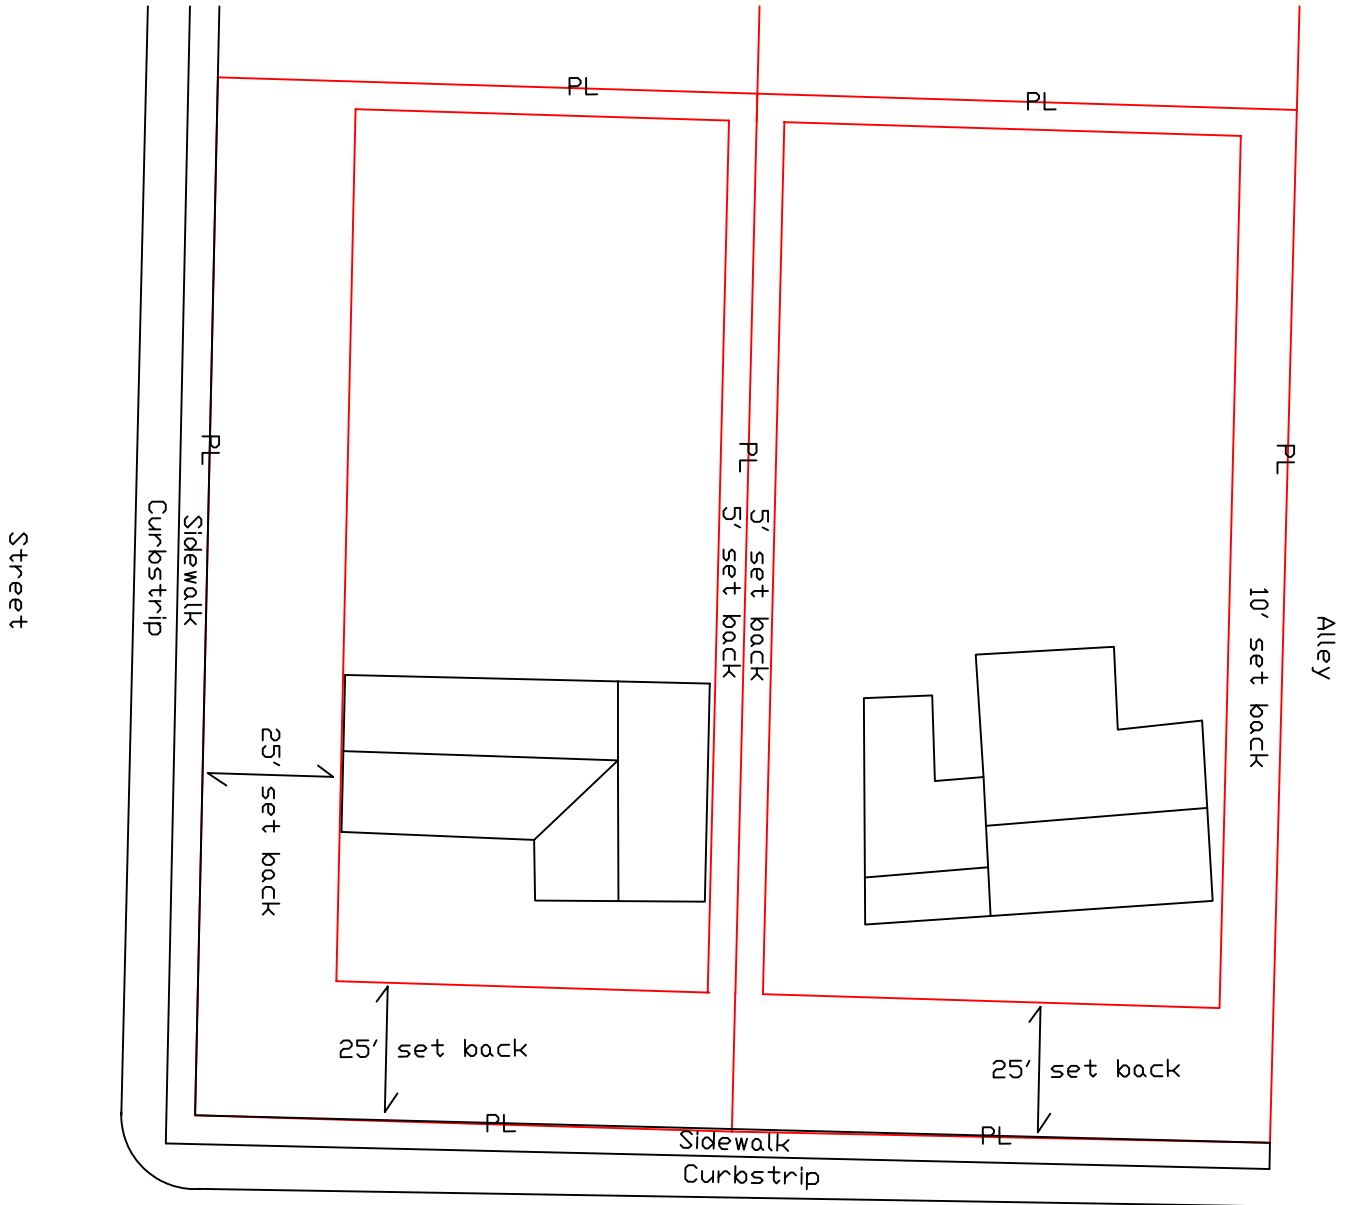 PL
PL
PL
PL
PL
Street
Curbstrip
Sidewalk
5' set back
5' set back
10' set back
Alley
25' set back
25' set back
25' set back
PL
PL
Sidewalk
Curbstrip